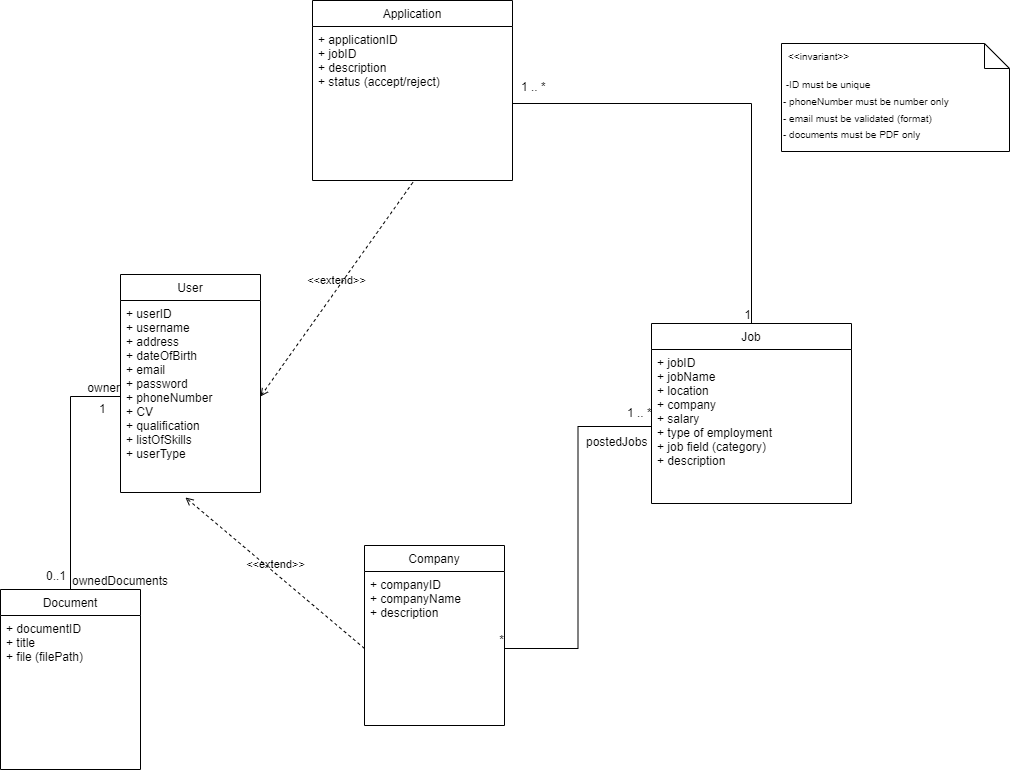 Application
+ applicationID
+ jobID
+ description
+ status (accept/reject)
1 .. *
<<invariant>>
-ID must be unique
- phoneNumber must be number only
- email must be validated (format)
- documents must be PDF only
<<extend>>
User
+ userID
+ username
+ address
+ dateOfBirth
+ email
+ password
+ phoneNumber
+ CV
+ qualification
+ listOfSkills
+ userType
owner
1
1
Job
+ jobID
+ jobName
+ location
+ company
+ salary
+ type of employment
+ job field (category)
+ description
1 .. *
postedJobs
<<extend>>
Company
+ companyID
+ companyName
+ description
*
0..1
ownedDocuments
Document
+ documentID
+ title
+ file (filePath)